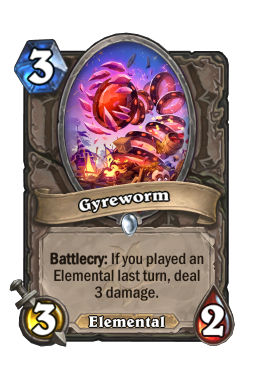 3
Gyreworm
Battlecry: If you played an
Elemental last turn, deal
3 damage.
3
Elemental
2